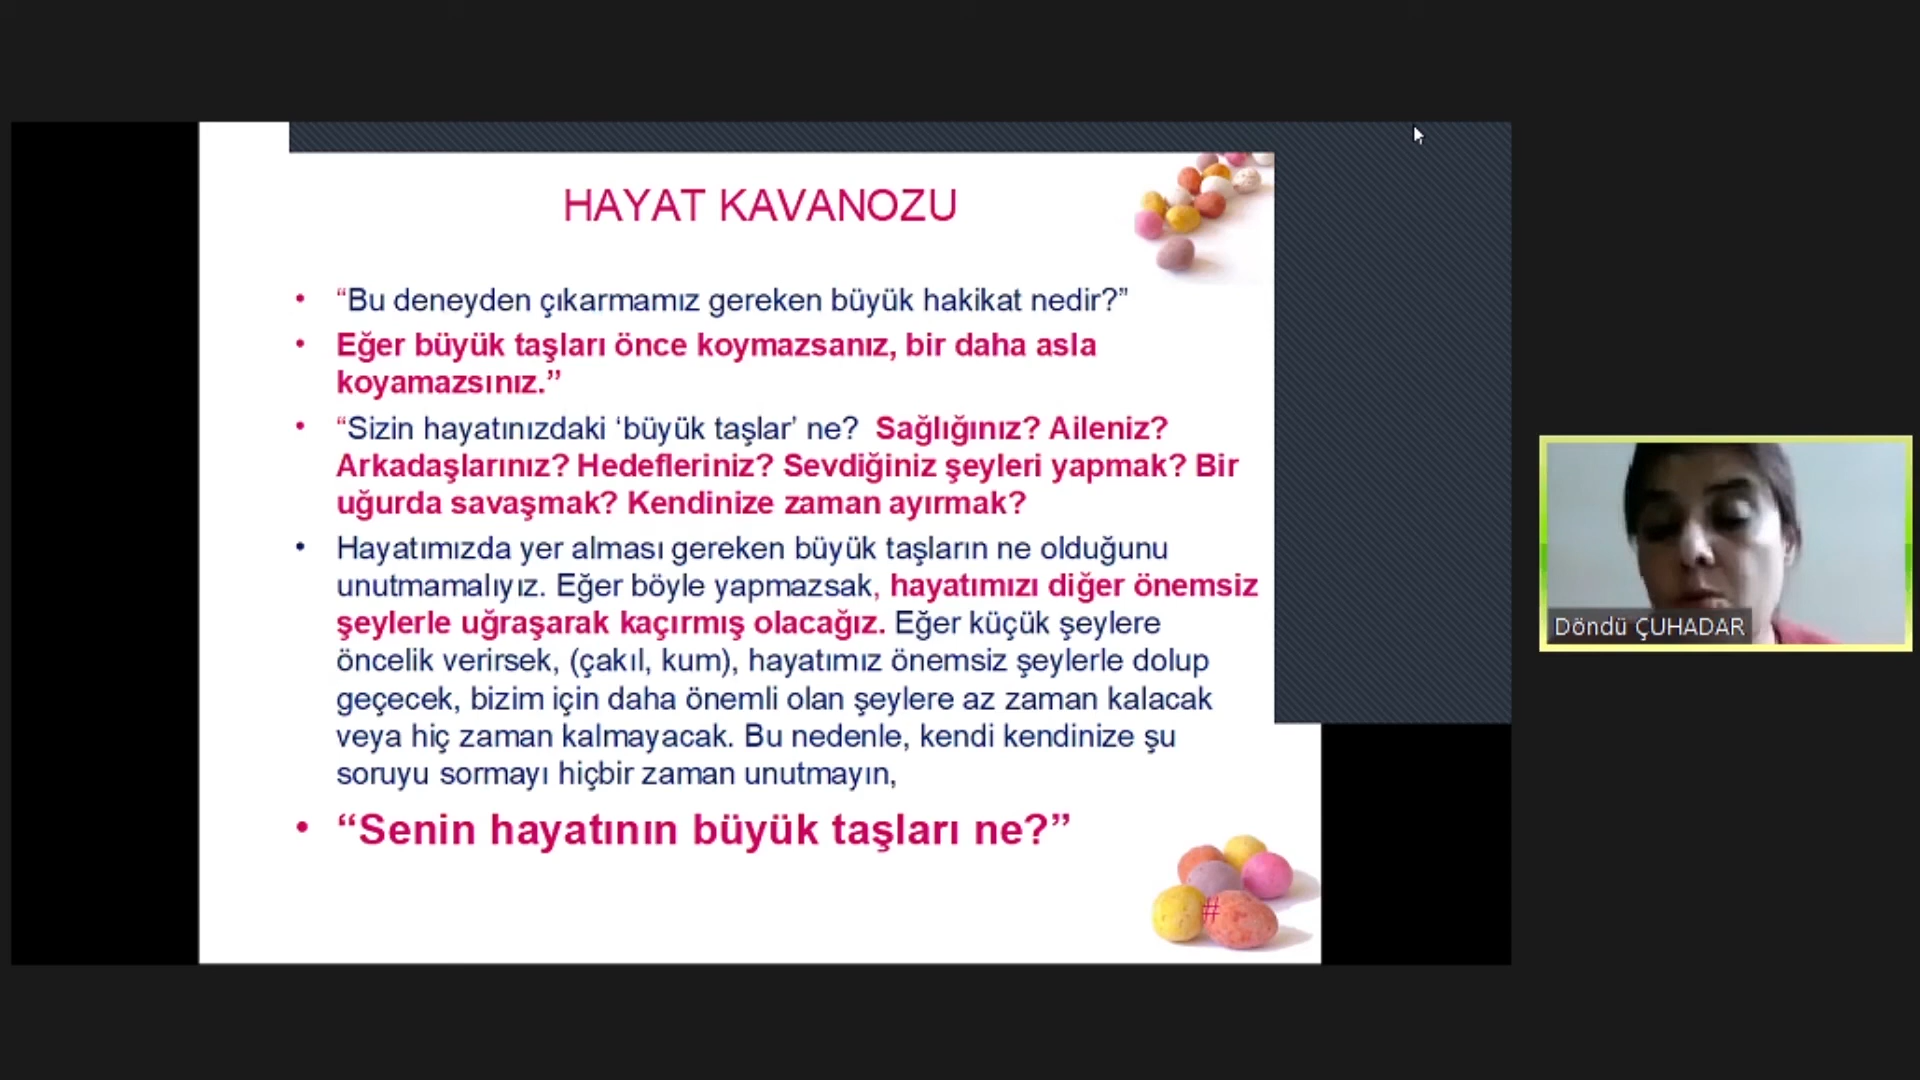 HAYAT KAVANOZU
• “Bu deneyden çıkarmamız gereken büyük hakikat nedir?”
• Eğer büyük taşları önce koymazsanız, bir daha asla
koyamazsınız.”
• “Sizin hayatınızdaki ‘büyük taşlar’ ne? Sağlığınız? Aileniz?
Arkadaşlarınız? Hedefleriniz? Sevdiğiniz şeyleri yapmak? Bir
uğurda savaşmak? Kendinize zaman ayırmak?
• Hayatımızda yer alması gereken büyük taşların ne olduğunu
unutmamalıyız. Eğer böyle yapmazsak, hayatımızı diğer önemsiz
şeylerle uğraşarak kaçırmış olacağız. Eğer küçük şeylere
öncelik verirsek, (çakıl, kum), hayatımız önemsiz şeylerle dolup
geçecek, bizim için daha önemli olan şeylere az zaman kalacak
veya hiç zaman kalmayacak. Bu nedenle, kendi kendinize şu
soruyu sormayı hiçbir zaman unutmayın,
• “Senin hayatının büyük taşları ne?”
#
Döndü ÇUHADAR